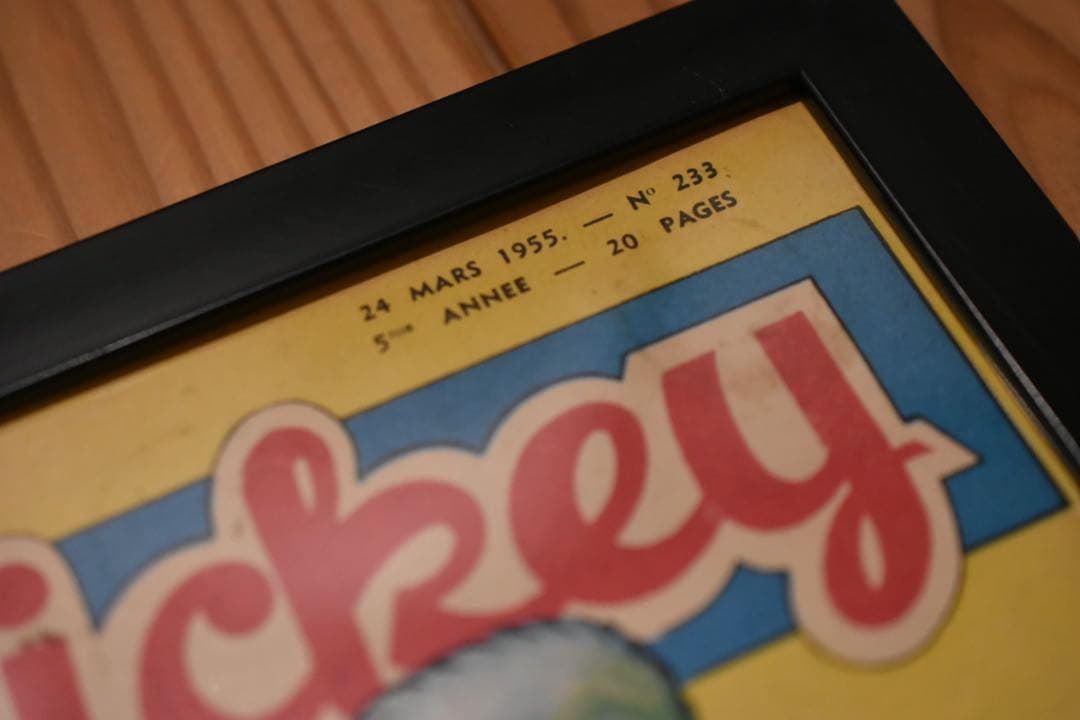 24 MARS 1955. — Nº 233
5ème ANNEE — 20 PAGES
ickey